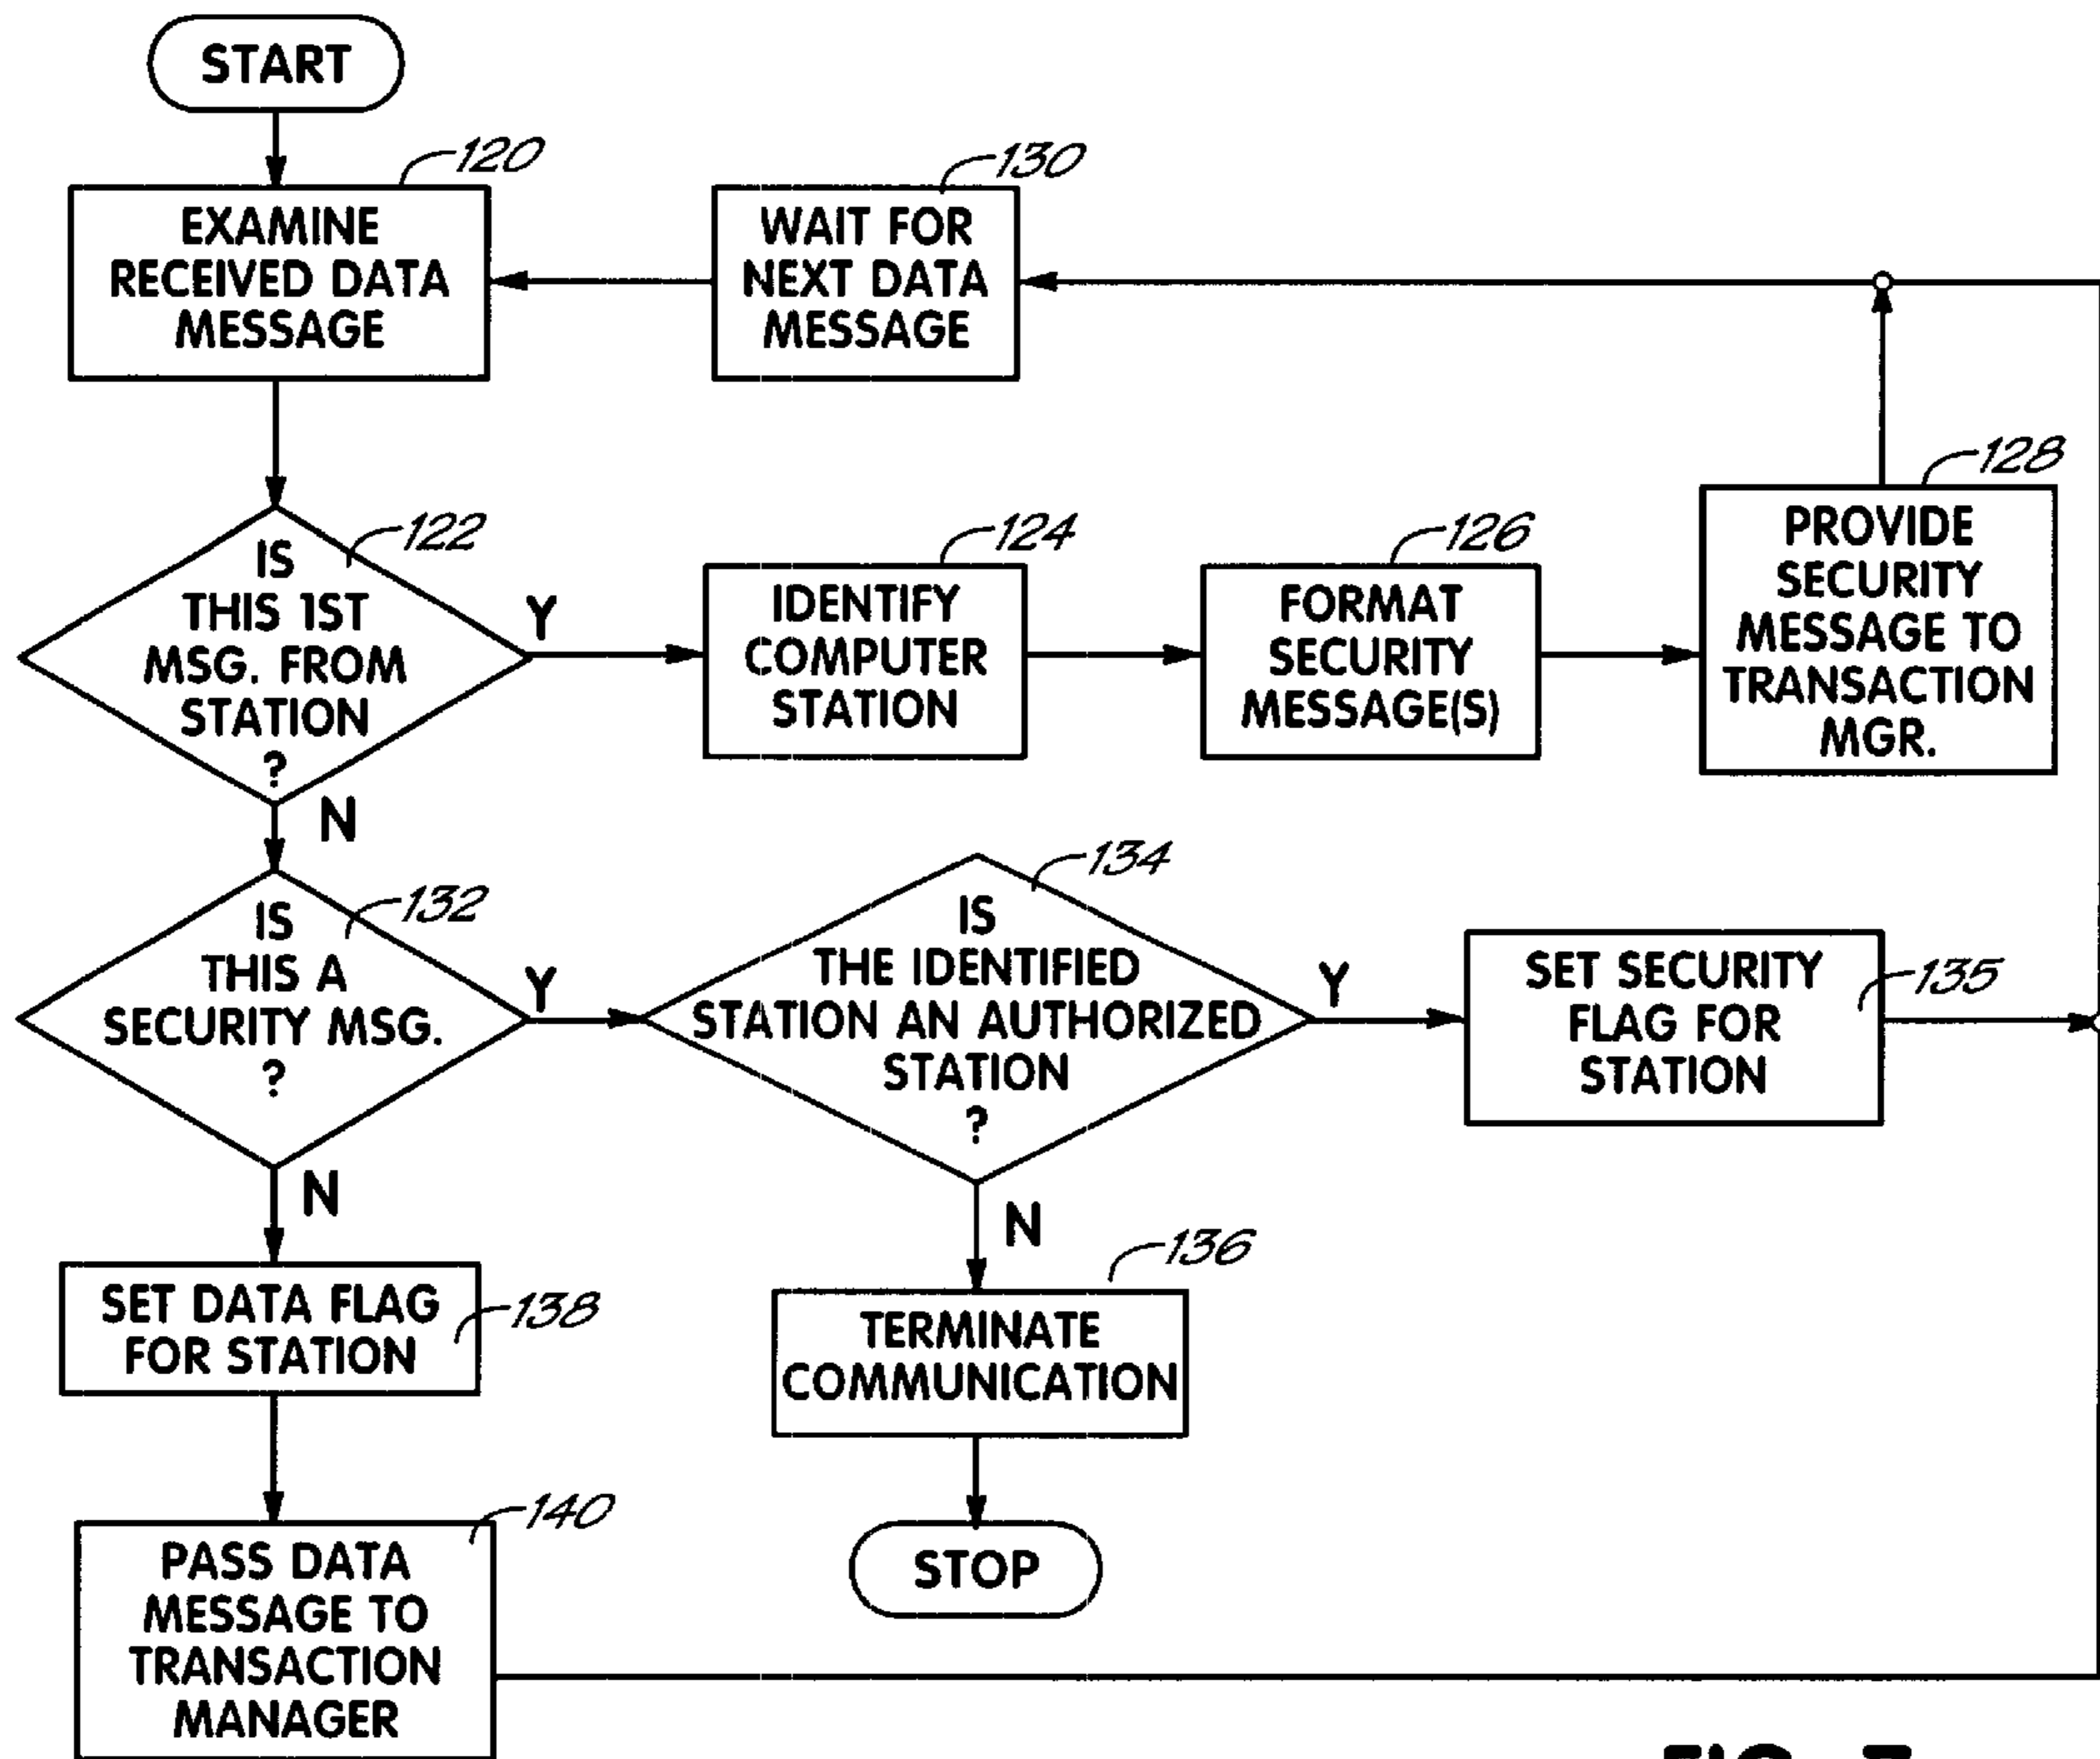 START
120
EXAMINE
RECEIVED DATA
MESSAGE
130
WAIT FOR
NEXT DATA
MESSAGE
122
IS
THIS 1ST
MSG. FROM
STATION
?
Y
N
124
IDENTIFY
COMPUTER
STATION
126
FORMAT
SECURITY
MESSAGE(S)
128
PROVIDE
SECURITY
MESSAGE TO
TRANSACTION
MGR.
132
IS
THIS A
SECURITY MSG.
?
Y
N
134
IS
THE IDENTIFIED
STATION AN AUTHORIZED
STATION
?
Y
N
135
SET SECURITY
FLAG FOR
STATION
136
TERMINATE
COMMUNICATION
STOP
138
SET DATA FLAG
FOR STATION
140
PASS DATA
MESSAGE TO
TRANSACTION
MANAGER